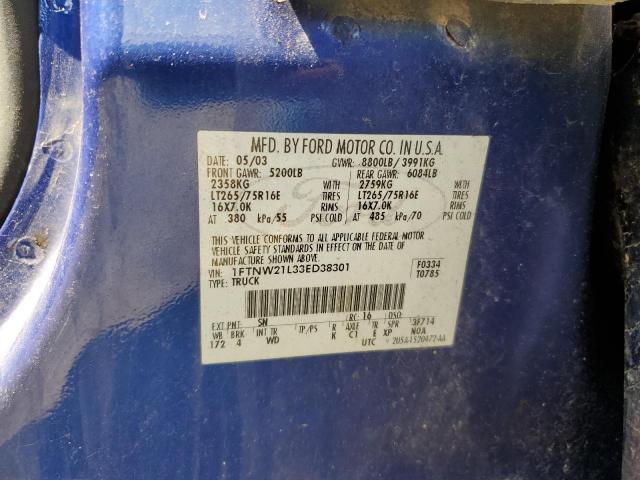 MFD. BY FORD MOTOR CO. IN U.S.A.
DATE: 05/03 GVWR: 8800LB/ 3991KG
FRONT GAWR: 5200LB REAR GAWR: 6084LB
2358KG WITH 2759KG WITH
LT265/75R16E TIRES LT265/75R16E TIRES
16X7.0K RIMS 16X7.0K RIMS
AT 380 kPa/55 PSI COLD AT 485 kPa/70 PSI COLD
THIS VEHICLE CONFORMS TO ALL APPLICABLE FEDERAL MOTOR
VEHICLE SAFETY STANDARDS IN EFFECT ON THE DATE OF
MANUFACTURE SHOWN ABOVE.
VIN: 1FTNW21L33ED38301 F0334
TYPE: TRUCK T0785
EXT PNT: SN RC: 16 DSO:
WB BRK INT TR TP/PS R AXLE TR SPR 3F714
172 4 WD K C1 E XP N0A
UTC